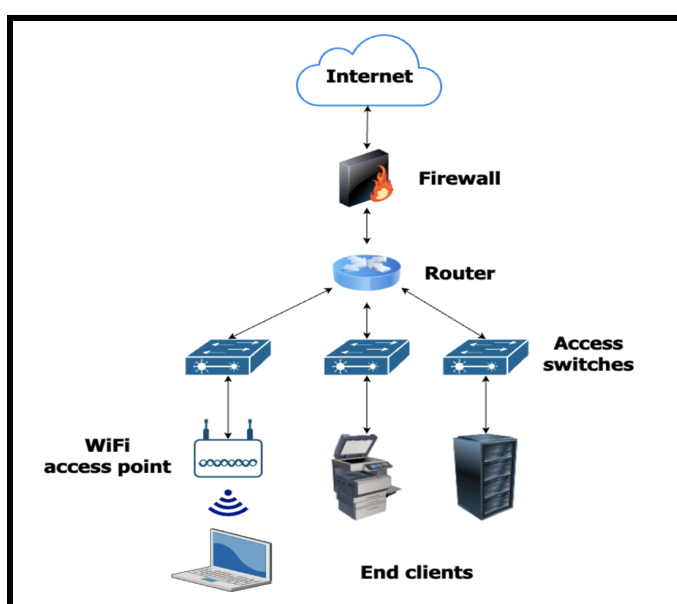 Internet
Firewall
Router
Access
switches
WiFi
access point
End clients